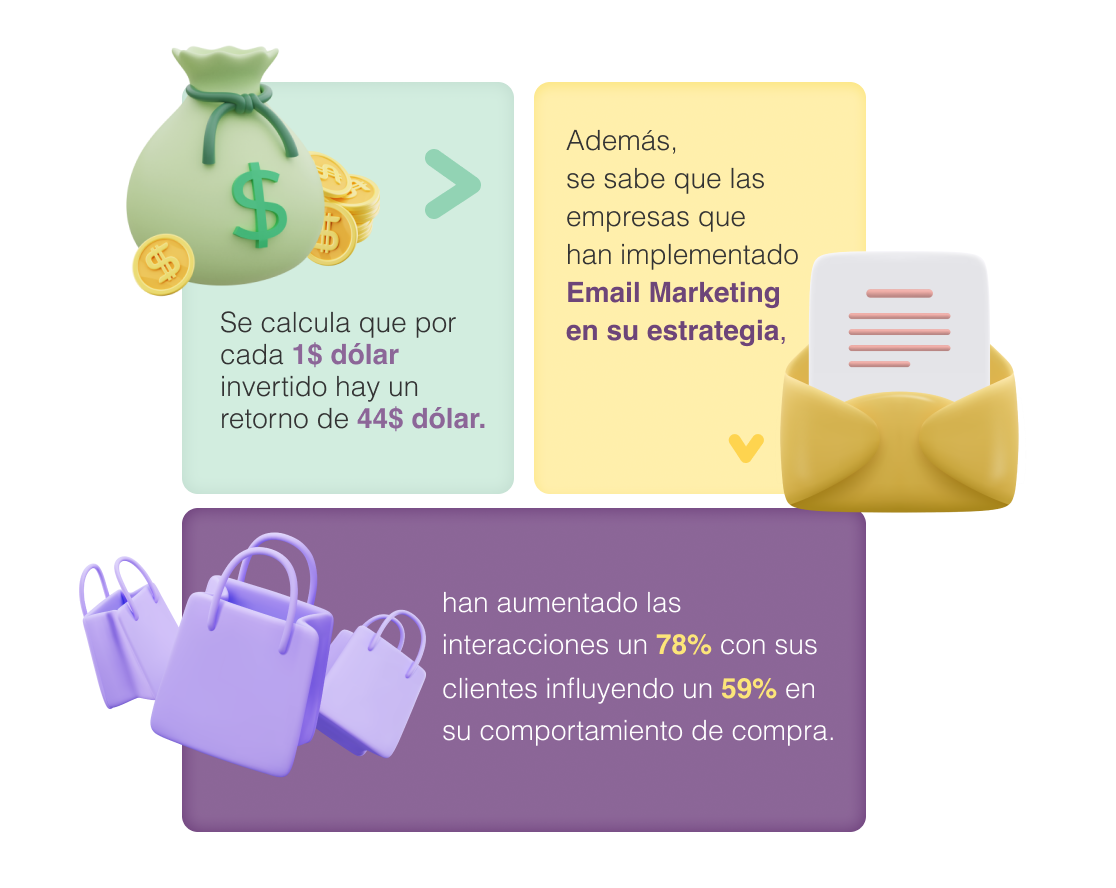 Se calcula que por
cada 1$ dólar
invertido hay un
retorno de 44$ dólar.
Además,
se sabe que las
empresas que
han implementado
Email Marketing
en su estrategia,
han aumentado las
interacciones un 78% con sus
clientes influyendo un 59% en
su comportamiento de compra.